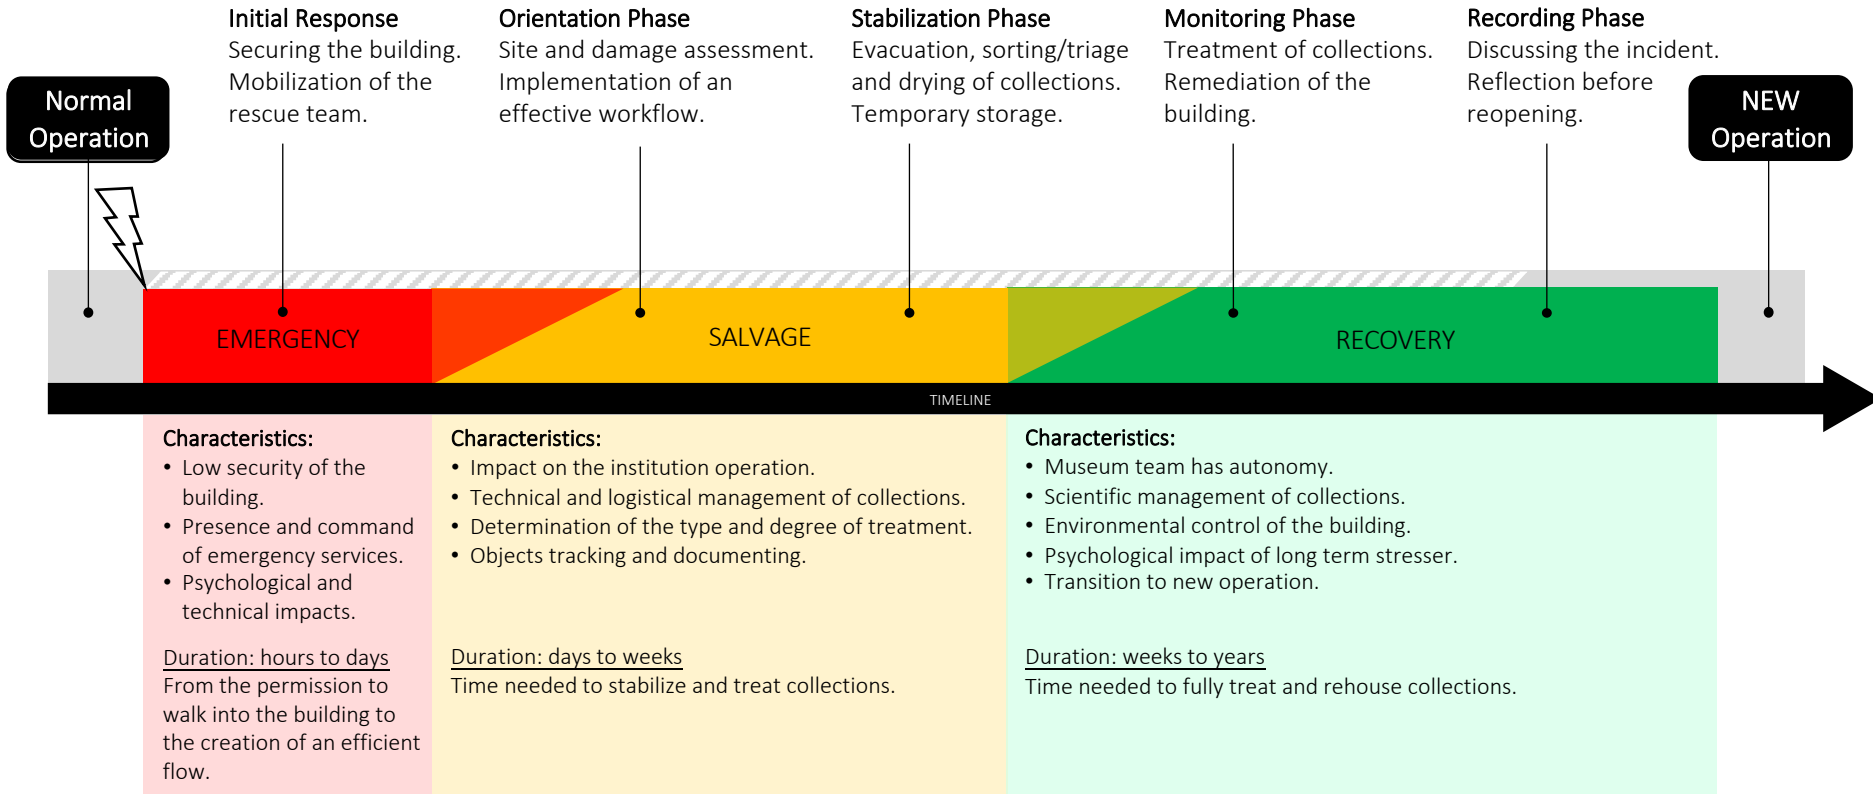 Normal
Operation
Initial Response
Securing the building.
Mobilization of the
rescue team.
Orientation Phase
Site and damage assessment.
Implementation of an
effective workflow.
Stabilization Phase
Evacuation, sorting/triage
and drying of collections.
Temporary storage.
Monitoring Phase
Treatment of collections.
Remediation of the
building.
Recording Phase
Discussing the incident.
Reflection before
reopening.
NEW
Operation
EMERGENCY
SALVAGE
RECOVERY
TIMELINE
Characteristics:
• Low security of the
building.
• Presence and command
of emergency services.
• Psychological and
technical impacts.
Duration: hours to days
From the permission to
walk into the building to
the creation of an efficient
flow.
Characteristics:
• Impact on the institution operation.
• Technical and logistical management of collections.
• Determination of the type and degree of treatment.
• Objects tracking and documenting.
Duration: days to weeks
Time needed to stabilize and treat collections.
Characteristics:
• Museum team has autonomy.
• Scientific management of collections.
• Environmental control of the building.
• Psychological impact of long term stresser.
• Transition to new operation.
Duration: weeks to years
Time needed to fully treat and rehouse collections.